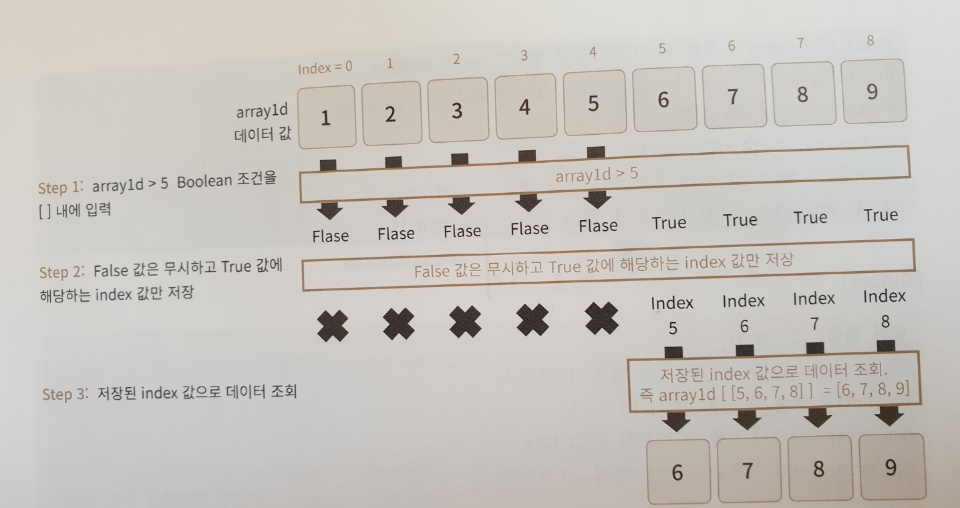 Index = 0 1 2 3 4 5 6 7 8
array1d
데이터 값
1 2 3 4 5 6 7 8 9
Step 1: array1d > 5 Boolean 조건을
[ ] 내에 입력
array1d > 5
Flase Flase Flase Flase Flase True True True True
Step 2: False 값은 무시하고 True 값에
해당하는 index 값만 저장
False 값은 무시하고 True 값에 해당하는 index 값만 저장
Index Index Index Index
5 6 7 8
Step 3: 저장된 index 값으로 데이터 조회
저장된 index 값으로 데이터 조회.
즉 array1d [ [5, 6, 7, 8] ] = [6, 7, 8, 9]
6 7 8 9